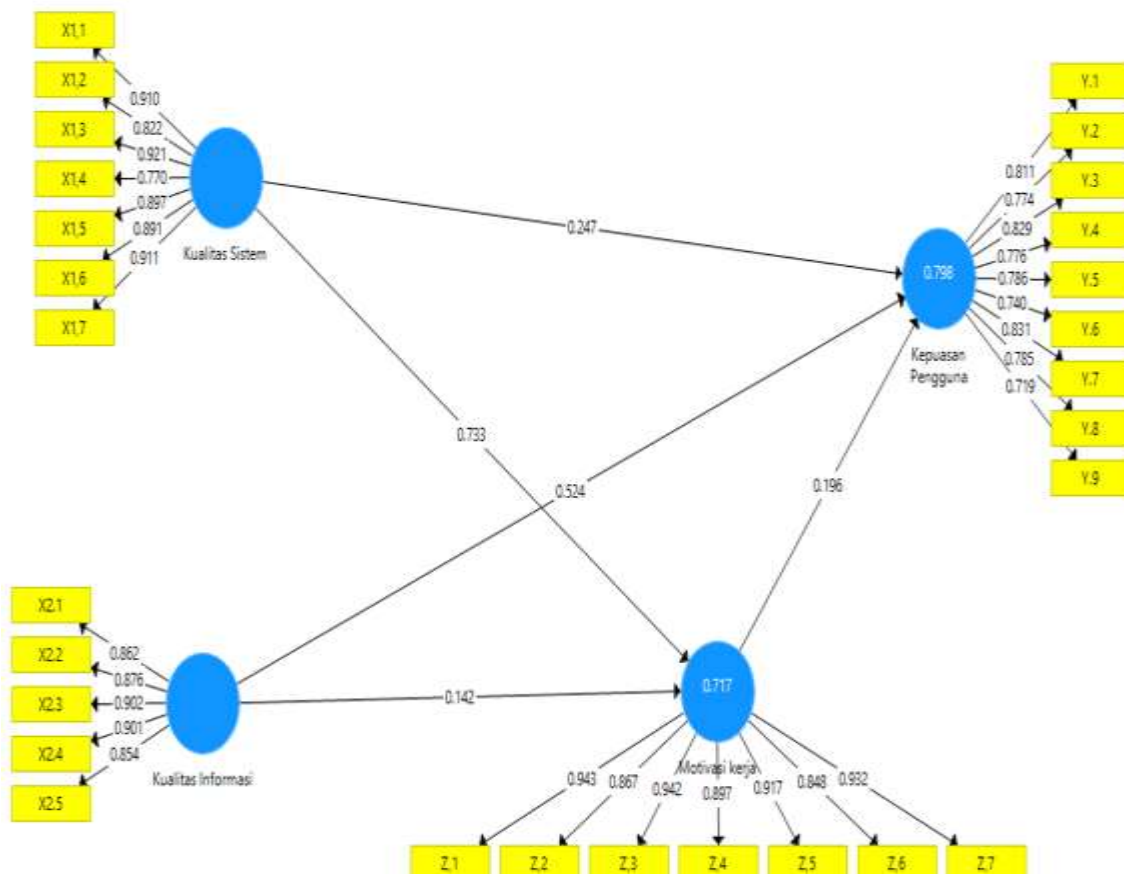 X1,1
X1,2
X1,3
X1,4
X1,5
X1,6
X1,7
0.910
0.822
0.921
0.770
0.897
0.891
0.911
Kualitas Sistem
0.247
0.733
0.524
0.142
0.196
Y.1
Y.2
Y.3
Y.4
Y.5
Y.6
Y.7
Y.8
Y.9
0.811
0.774
0.829
0.776
0.786
0.740
0.831
0.785
0.719
0.798
Kepuasan
Pengguna
X2.1
X2.2
X2.3
X2.4
X2.5
0.862
0.876
0.902
0.901
0.854
Kualitas Informasi
0.717
Motivasi kerja
0.943
0.867
0.942
0.897
0.917
0.848
0.932
Z,1
Z,2
Z,3
Z,4
Z,5
Z,6
Z,7